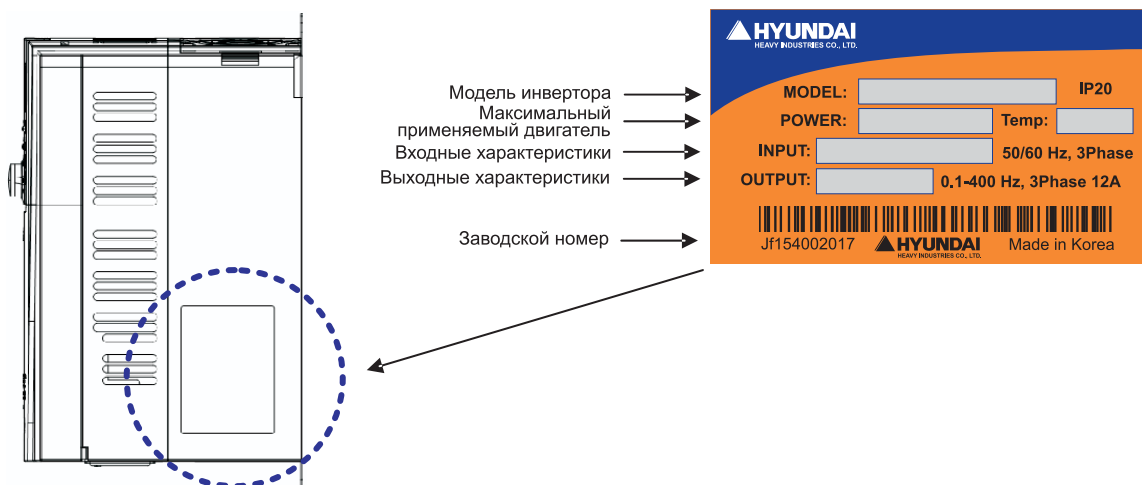 HYUNDAI
HEAVY INDUSTRIES CO., LTD.
Модель инвертора
MODEL:
IP20
Максимальный
применяемый двигатель
POWER:
Temp:
Входные характеристики
INPUT:
50/60 Hz, 3Phase
Выходные характеристики
OUTPUT:
0.1-400 Hz, 3Phase 12A
Заводской номер
Jf154002017
HYUNDAI
HEAVY INDUSTRIES CO., LTD.
Made in Korea